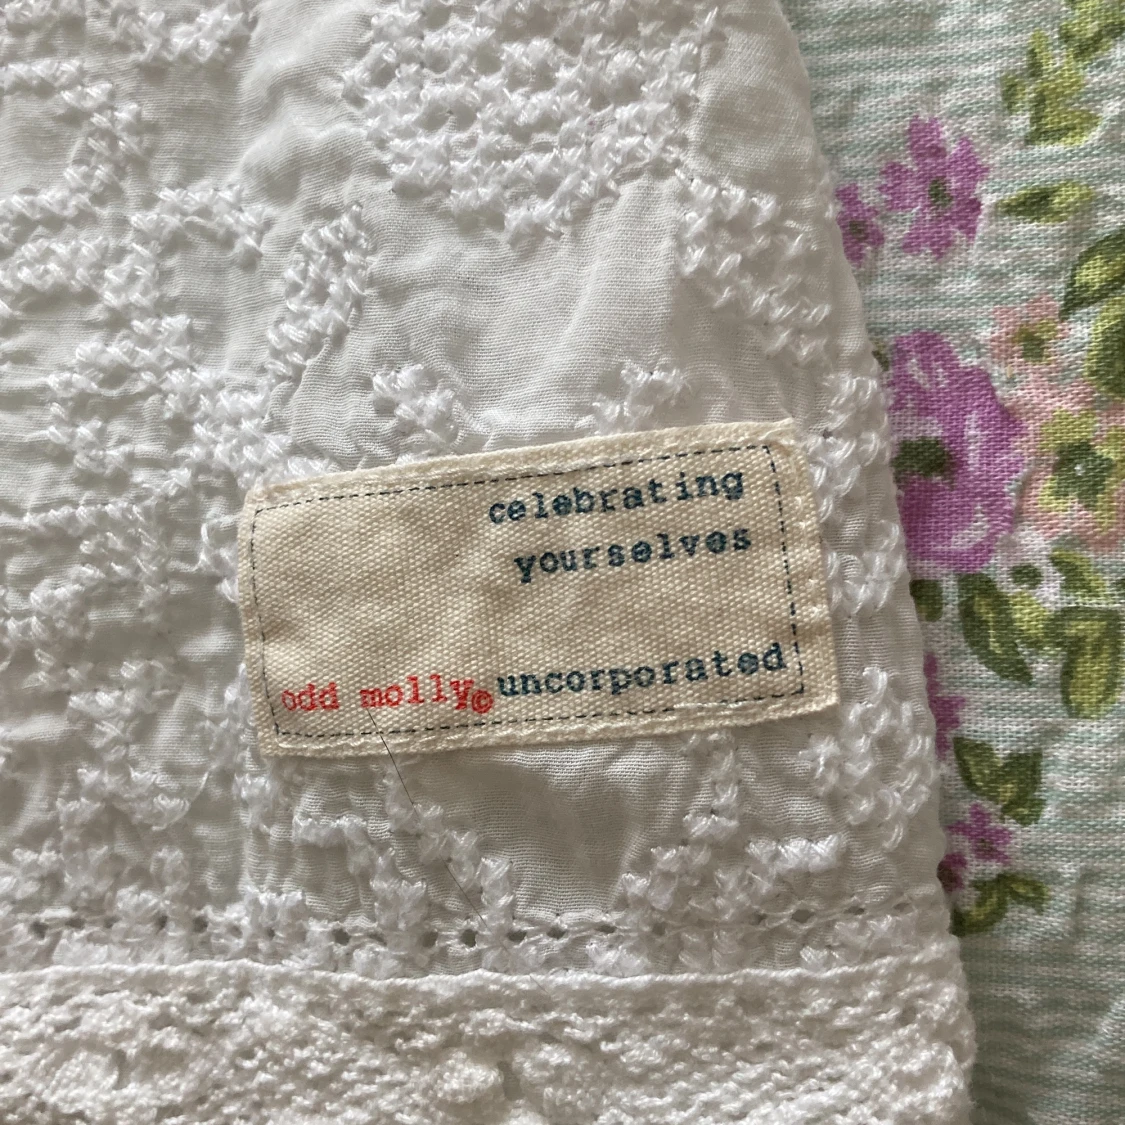 celebrating
yourselves
odd molly© uncorporated